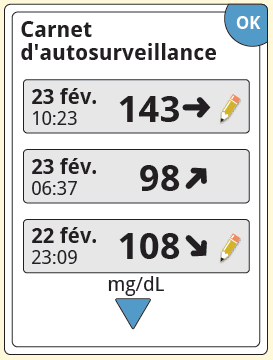 OK
Carnet
d'autosurveillance
23 fév.
10:23
143
23 fév.
06:37
98
22 fév.
23:09
108
mg/dL